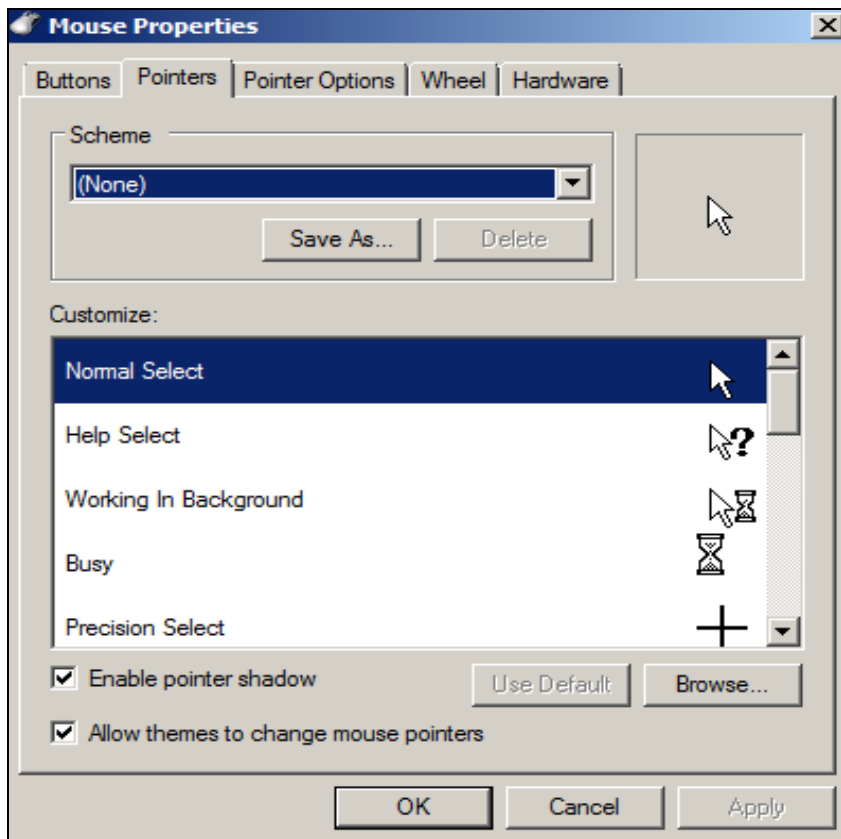 Mouse Properties
Buttons Pointers Pointer Options Wheel Hardware
Scheme
(None)
Save As... Delete
Customize:
Normal Select
Help Select
Working In Background
Busy
Precision Select
Enable pointer shadow
Use Default Browse...
Allow themes to change mouse pointers
OK Cancel Apply